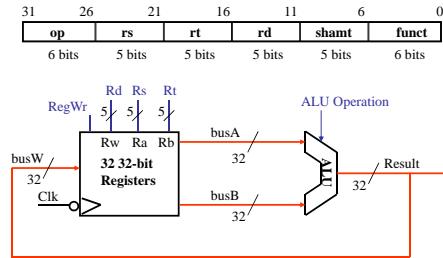 31 26 21 16 11 6 0
op rs rt rd shamt funct
6 bits 5 bits 5 bits 5 bits 5 bits 6 bits
Rd Rs Rt
RegWr 5 5 5 ALU Operation
Rw Ra Rb busA
busW 32 32-bit 32 Result
32 Registers busB ALU 32
Clk 32